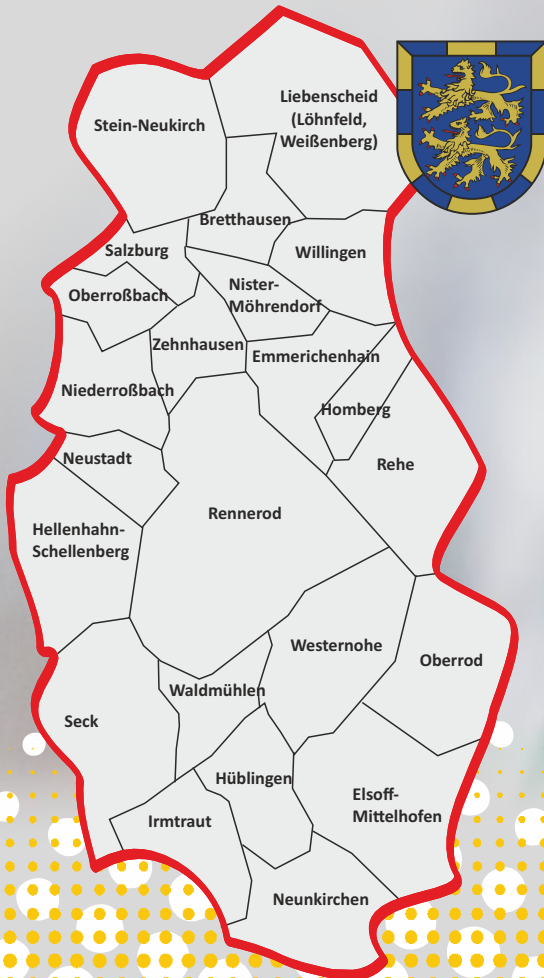 Stein-Neukirch
Liebenscheid
(Löhnfeld,
Weißenberg)
Bretthausen
Salzburg
Willingen
Oberroßbach
Nister-
Möhrendorf
Zehnhausen
Emmerichenhain
Niederroßbach
Homberg
Neustadt
Rehe
Rennerod
Hellenhahn-
Schellenberg
Westernohe
Oberrod
Waldmühlen
Seck
Hüblingen
Elsoff-
Mittelhofen
Irmtraut
Neunkirchen